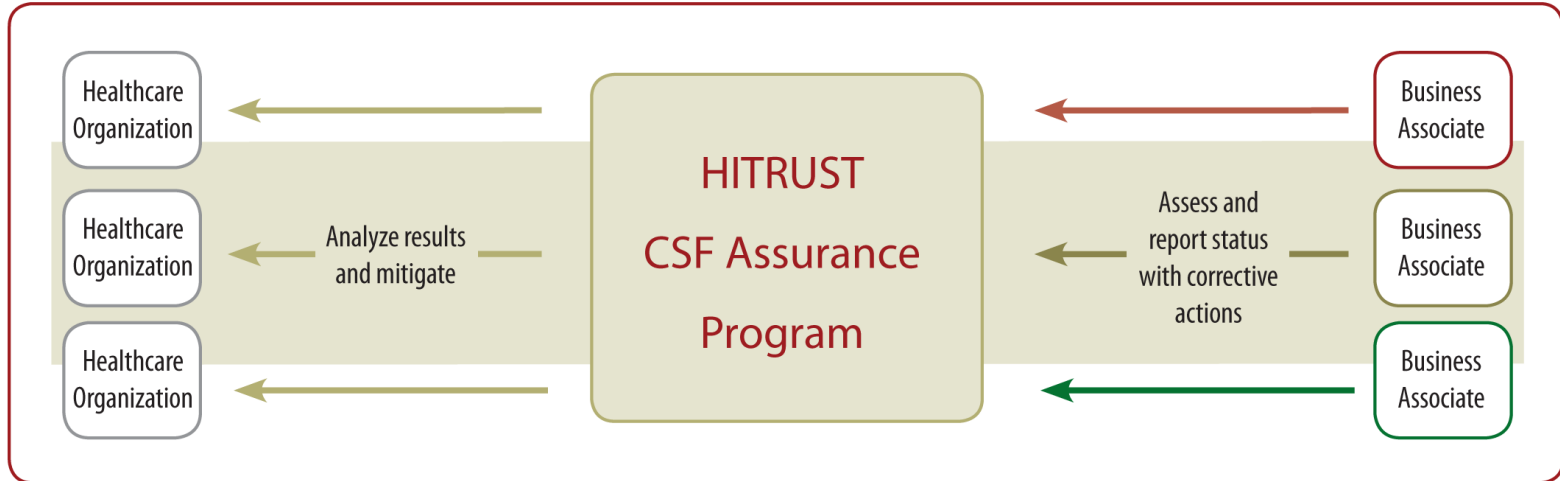 Healthcare
Organization
Healthcare
Organization
Healthcare
Organization
Analyze results
and mitigate
HITRUST
CSF Assurance
Program
Assess and
report status
with corrective
actions
Business
Associate
Business
Associate
Business
Associate